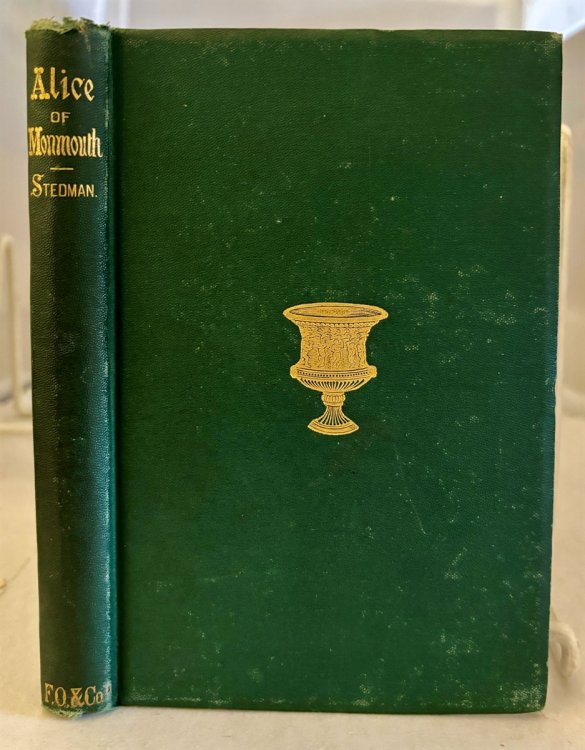 Alice
OF
Monmouth
STEDMAN.
F.O.&Co